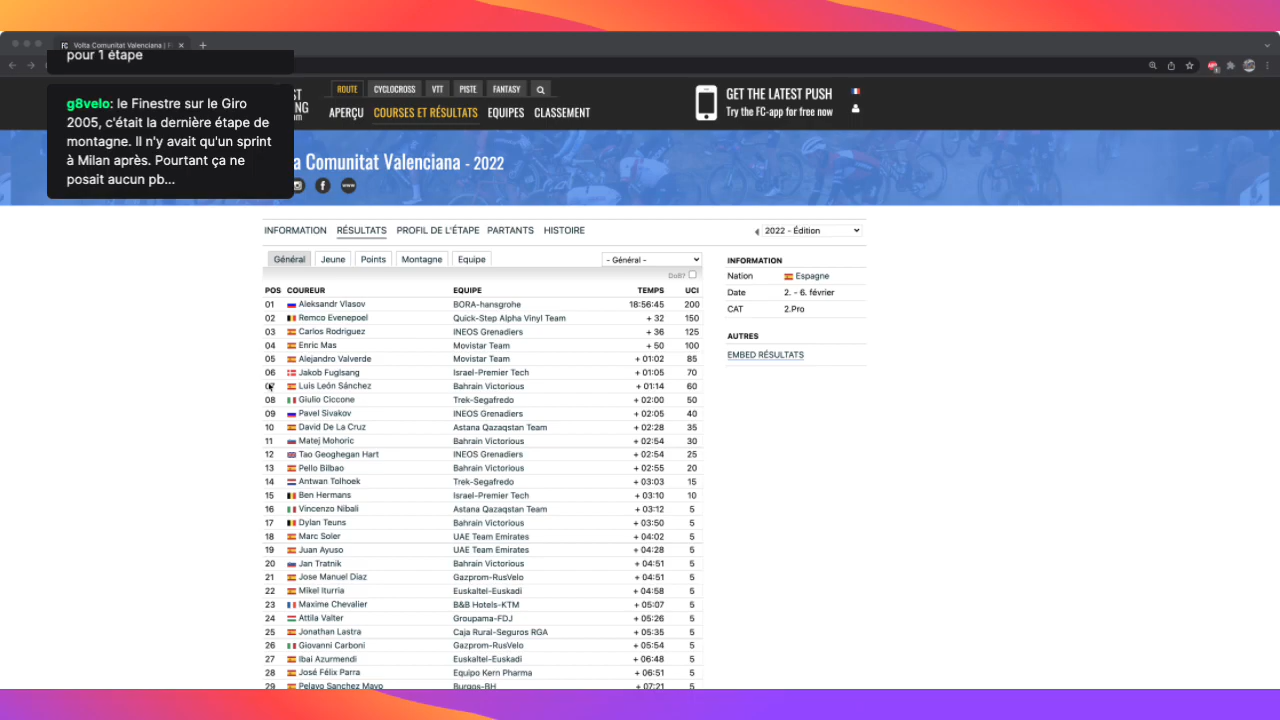 Volta Comunitat Valenciana | F
pour 1 étape
g8velo: le Finestre sur le Giro
2005, c'était la dernière étape de
montagne. Il n'y avait qu'un sprint
à Milan après. Pourtant ça ne
posait aucun pb...
ST
NG
om
ROUTE CYCLOCROSS VTT PISTE FANTASY
APERÇU COURSES ET RÉSULTATS EQUIPES CLASSEMENT
GET THE LATEST PUSH
Try the FC-app for free now
a Comunitat Valenciana - 2022
WWW
INFORMATION RÉSULTATS PROFIL DE L'ÉTAPE PARTANTS HISTOIRE
2022 - Édition
Général Jeune Points Montagne Equipe
- Général -
Do87
POS COUREUR EQUIPE TEMPS UCI
01 Aleksandr Vlasov BORA-hansgrohe 18:56:45 200
02 Remco Evenepoel Quick-Step Alpha Vinyl Team + 32 150
03 Carlos Rodriguez INEOS Grenadiers + 36 125
04 Enric Mas Movistar Team + 50 100
05 Alejandro Valverde Movistar Team + 01:02 85
06 Jakob Fuglsang Israel-Premier Tech + 01:05 70
07 Luis León Sánchez Bahrain Victorious + 01:14 60
08 Giulio Ciccone Trek-Segafredo + 02:00 50
09 Pavel Sivakov INEOS Grenadiers + 02:05 40
10 David De La Cruz Astana Qazaqstan Team + 02:28 35
11 Matej Mohoric Bahrain Victorious + 02:54 30
12 Tao Geoghegan Hart INEOS Grenadiers + 02:54 25
13 Pello Bilbao Bahrain Victorious + 02:55 20
14 Antwan Tolhoek Trek-Segafredo + 03:03 15
15 Ben Hermans Israel-Premier Tech + 03:10 10
16 Vincenzo Nibali Astana Qazaqstan Team + 03:12 5
17 Dylan Teuns Bahrain Victorious + 03:50 5
18 Marc Soler UAE Team Emirates + 04:02 5
19 Juan Ayuso UAE Team Emirates + 04:28 5
20 Jan Tratnik Bahrain Victorious + 04:51 5
21 Jose Manuel Diaz Gazprom-RusVelo + 04:51 5
22 Mikel Iturria Euskaltel-Euskadi + 04:58 5
23 Maxime Chevalier B&B Hotels-KTM + 05:07 5
24 Attila Valter Groupama-FDJ + 05:26 5
25 Jonathan Lastra Caja Rural-Seguros RGA + 05:35 5
26 Giovanni Carboni Gazprom-RusVelo + 05:54 5
27 Ibai Azurmendi Euskaltel-Euskadi + 06:48 5
28 José Félix Parra Equipo Kern Pharma + 06:51 5
29 Pelayo Sanchez Mayo Burgos-BH + 07:21 5
INFORMATION
Nation Espagne
Date 2. - 6. février
CAT 2.Pro
AUTRES
EMBED RÉSULTATS